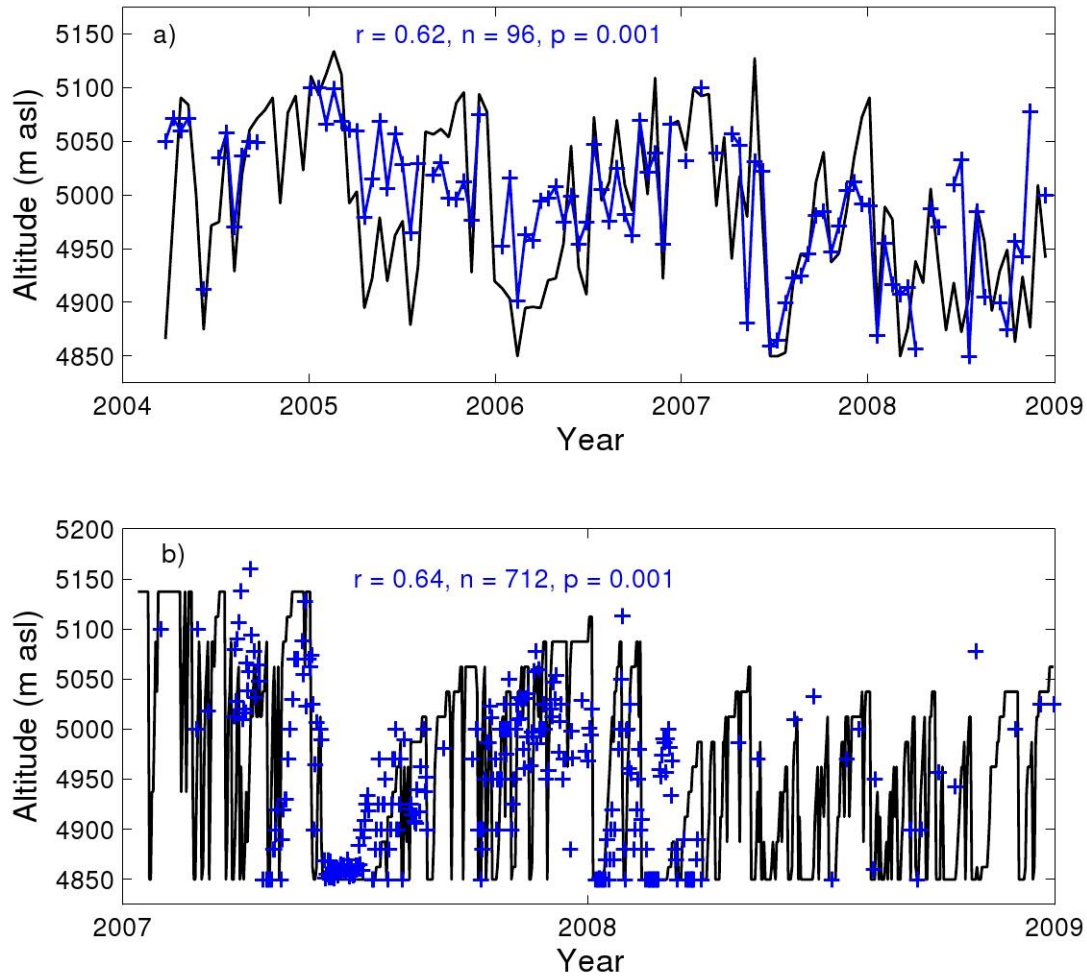 a)
r = 0.62, n = 96, p = 0.001
5150
5100
5050
5000
4950
4900
4850
Altitude (m asl)
2004 2005 2006 2007 2008 2009
Year
b)
r = 0.64, n = 712, p = 0.001
5200
5150
5100
5050
5000
4950
4900
4850
Altitude (m asl)
2007 2008 2009
Year